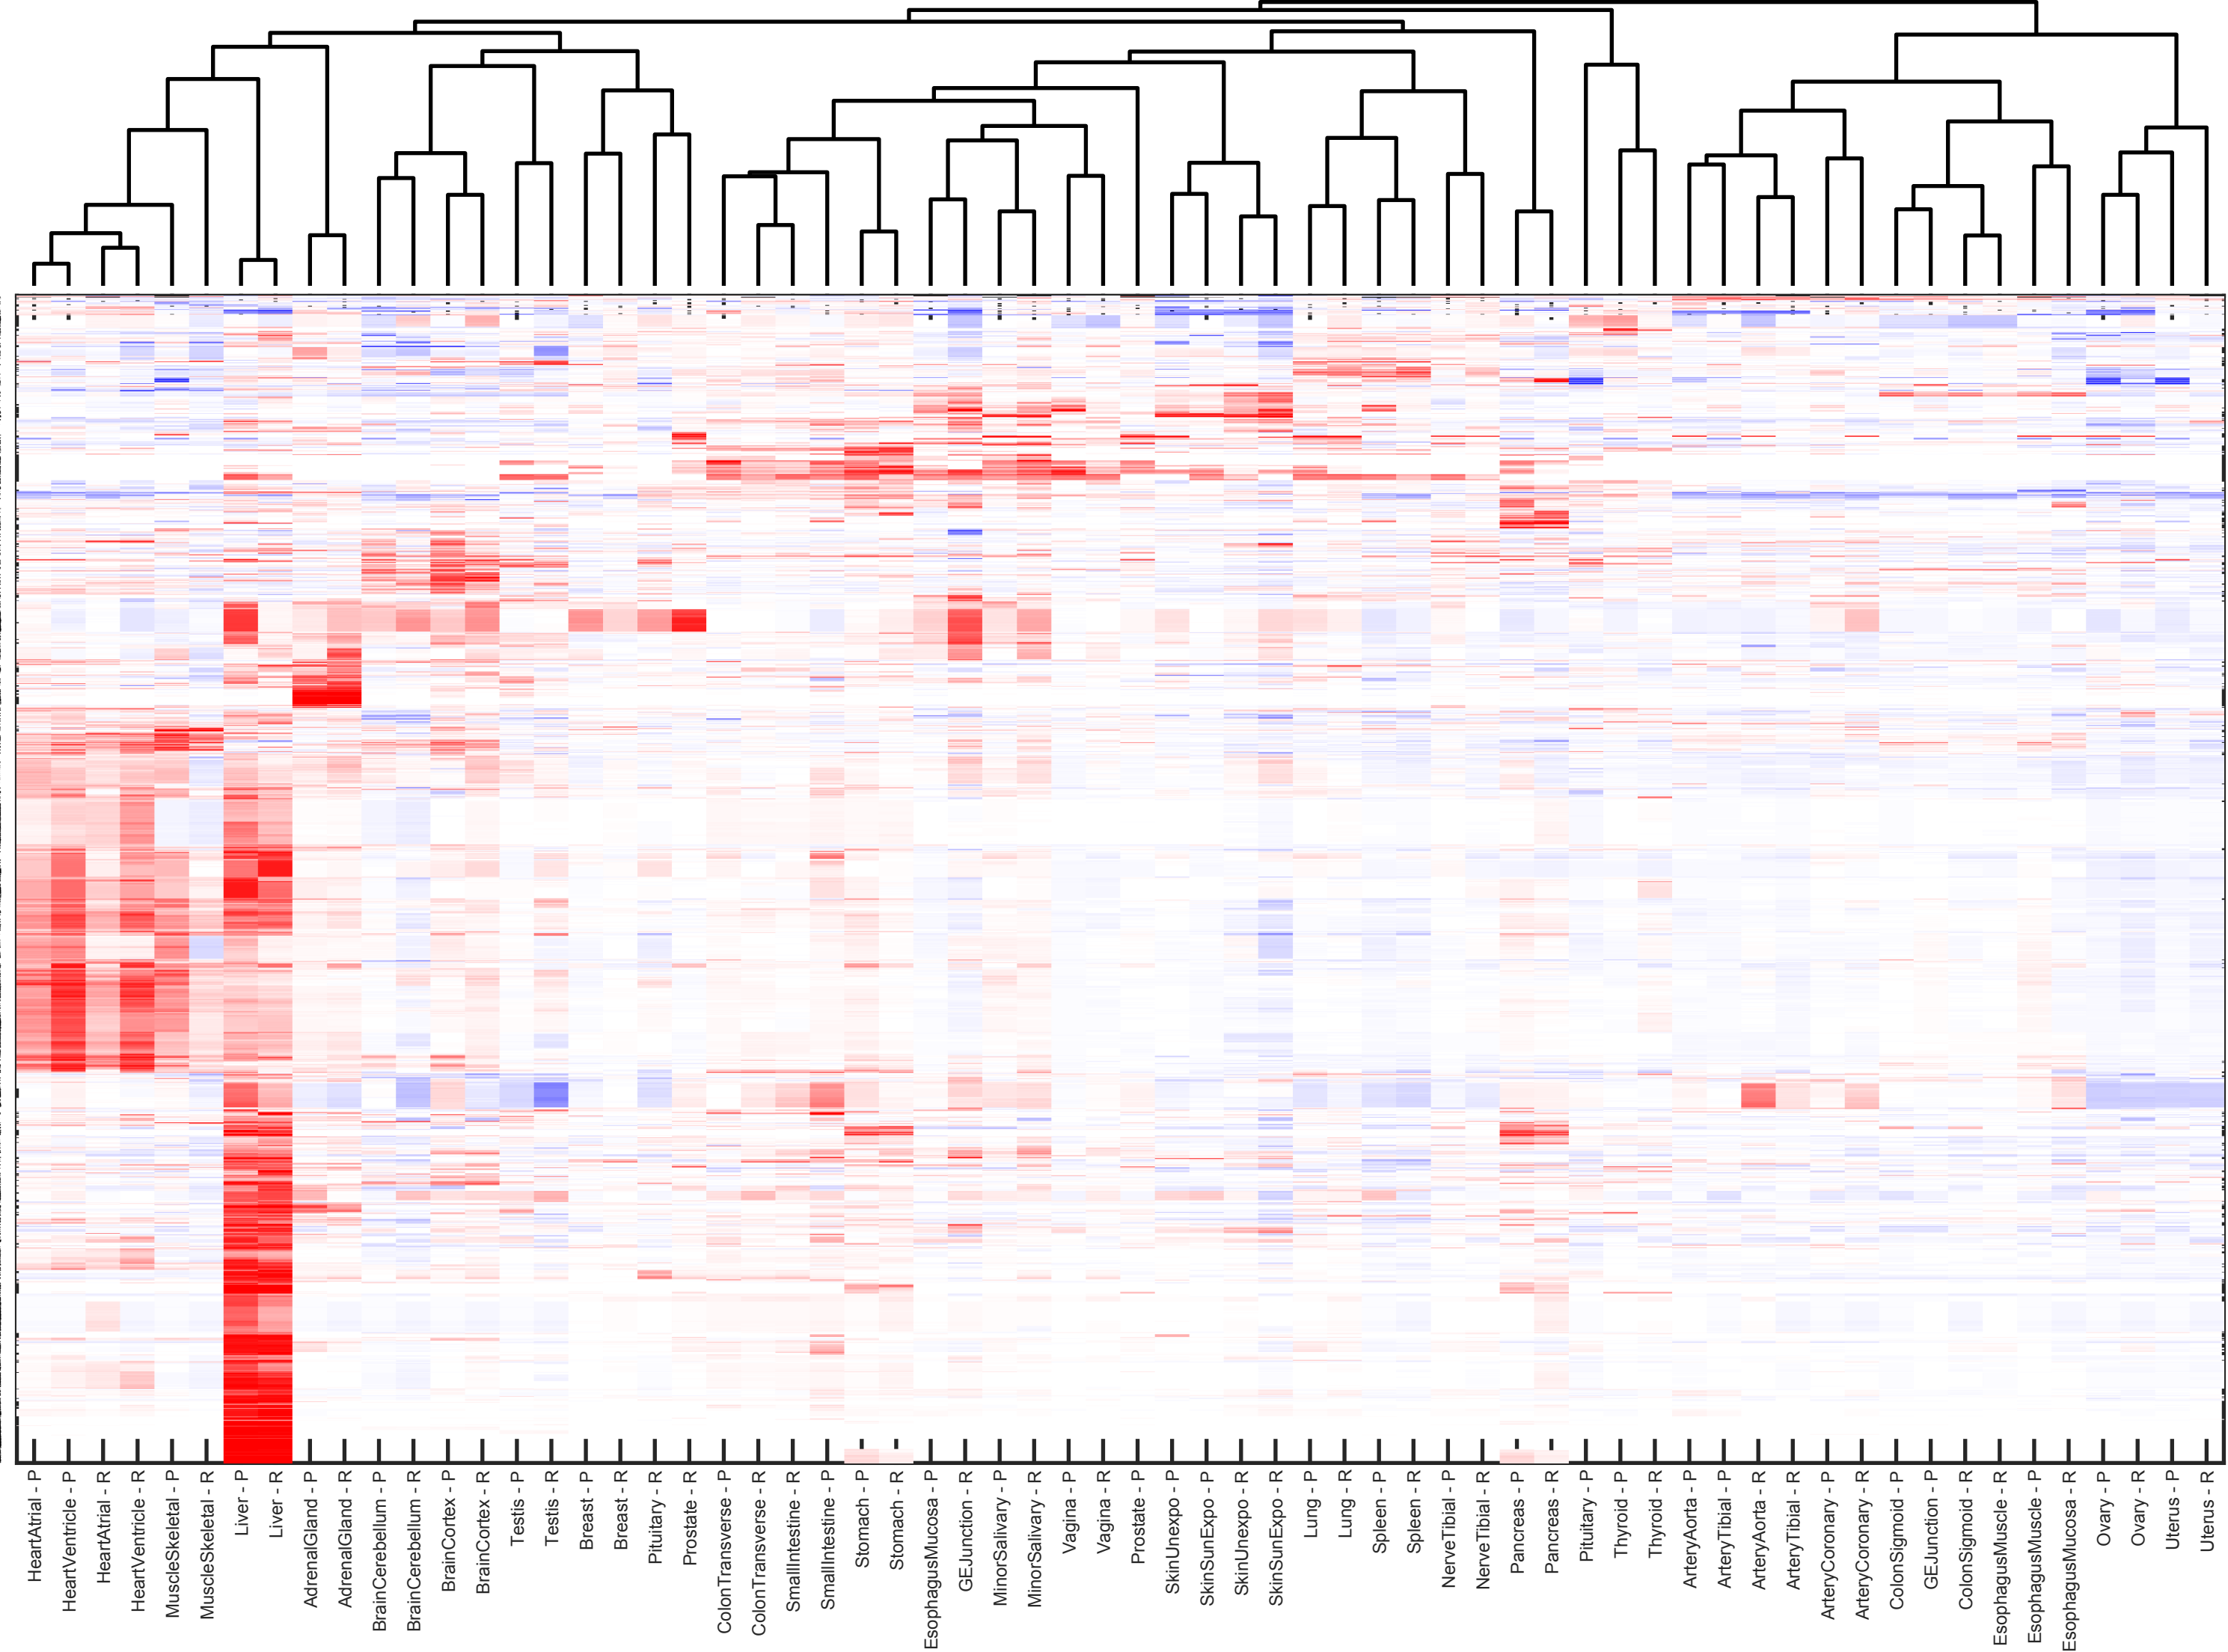 HeartAtrial - P
HeartVentricle - P
HeartAtrial - R
HeartVentricle - R
MuscleSkeletal - P
MuscleSkeletal - R
Liver - P
Liver - R
AdrenalGland - P
AdrenalGland - R
BrainCerebellum - P
BrainCerebellum - R
BrainCortex - P
BrainCortex - R
Testis - P
Testis - R
Breast - P
Breast - R
Pituitary - R
Prostate - R
ColonTransverse - P
ColonTransverse - R
SmallIntestine - R
SmallIntestine - P
Stomach - P
Stomach - R
EsophagusMucosa - P
GEJunction - R
MinorSalivary - P
MinorSalivary - R
Vagina - P
Vagina - R
Prostate - P
SkinUnexpo - P
SkinSunExpo - P
SkinUnexpo - R
SkinSunExpo - R
Lung - P
Lung - R
Spleen - P
Spleen - R
NerveTibial - P
NerveTibial - R
Pancreas - P
Pancreas - R
Pituitary - P
Thyroid - P
Thyroid - R
ArteryAorta - P
ArteryTibial - P
ArteryAorta - R
ArteryTibial - R
ArteryCoronary - P
ArteryCoronary - R
ColonSigmoid - P
GEJunction - P
ColonSigmoid - R
EsophagusMuscle - R
EsophagusMuscle - P
EsophagusMucosa - R
Ovary - P
Ovary - R
Uterus - P
Uterus - R